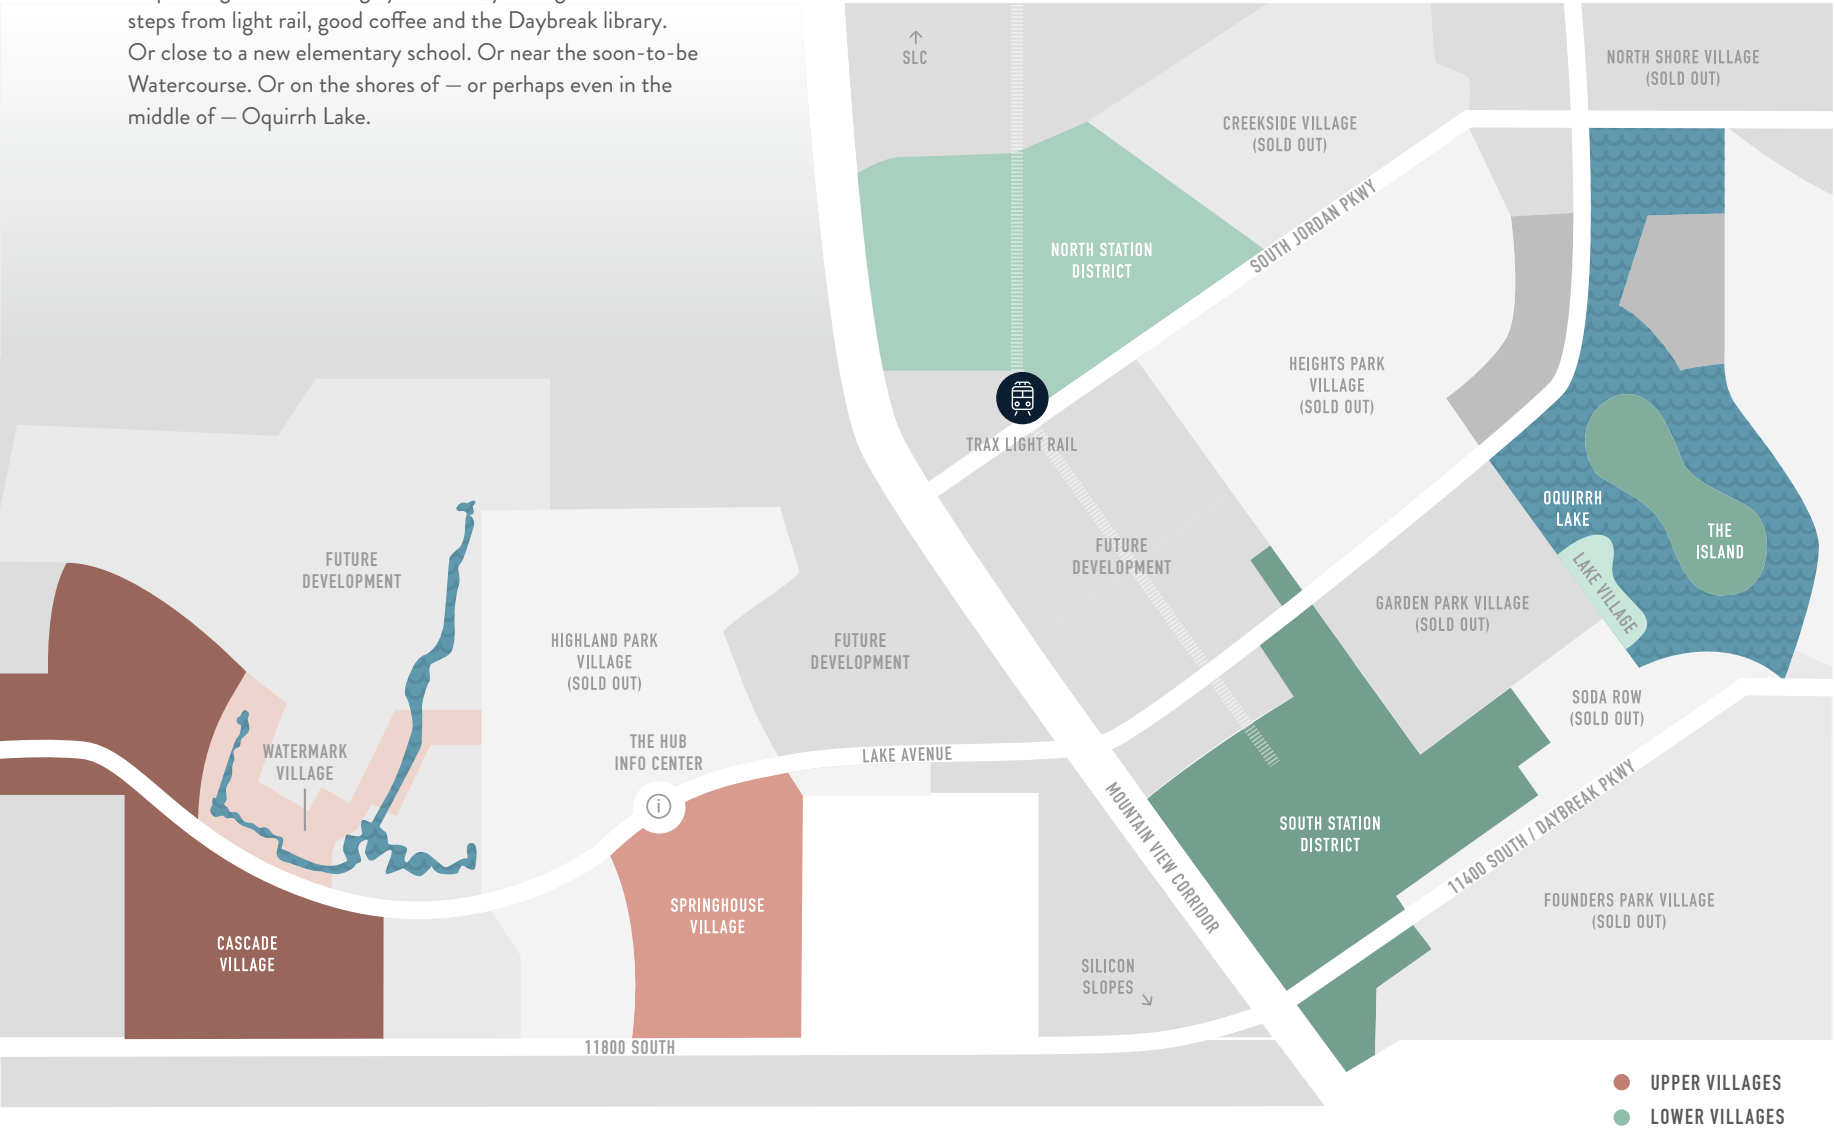 steps from light rail, good coffee and the Daybreak library.
Or close to a new elementary school. Or near the soon-to-be
Watercourse. Or on the shores of — or perhaps even in the
middle of — Oquirrh Lake.
SLC
NORTH SHORE VILLAGE
(SOLD OUT)
CREEKSIDE VILLAGE
(SOLD OUT)
SOUTH JORDAN PKWY
NORTH STATION
DISTRICT
HEIGHTS PARK
VILLAGE
(SOLD OUT)
TRAX LIGHT RAIL
OQUIRRH
LAKE
THE
ISLAND
LAKE VILLAGE
FUTURE
DEVELOPMENT
FUTURE
DEVELOPMENT
GARDEN PARK VILLAGE
(SOLD OUT)
HIGHLAND PARK
VILLAGE
(SOLD OUT)
FUTURE
DEVELOPMENT
SODA ROW
(SOLD OUT)
WATERMARK
VILLAGE
THE HUB
INFO CENTER
LAKE AVENUE
MOUNTAIN VIEW CORRIDOR
SOUTH STATION
DISTRICT
11400 SOUTH / DAYBREAK PKWY
SPRINGHOUSE
VILLAGE
FOUNDERS PARK VILLAGE
(SOLD OUT)
CASCADE
VILLAGE
SILICON
SLOPES
11800 SOUTH
UPPER VILLAGES
LOWER VILLAGES